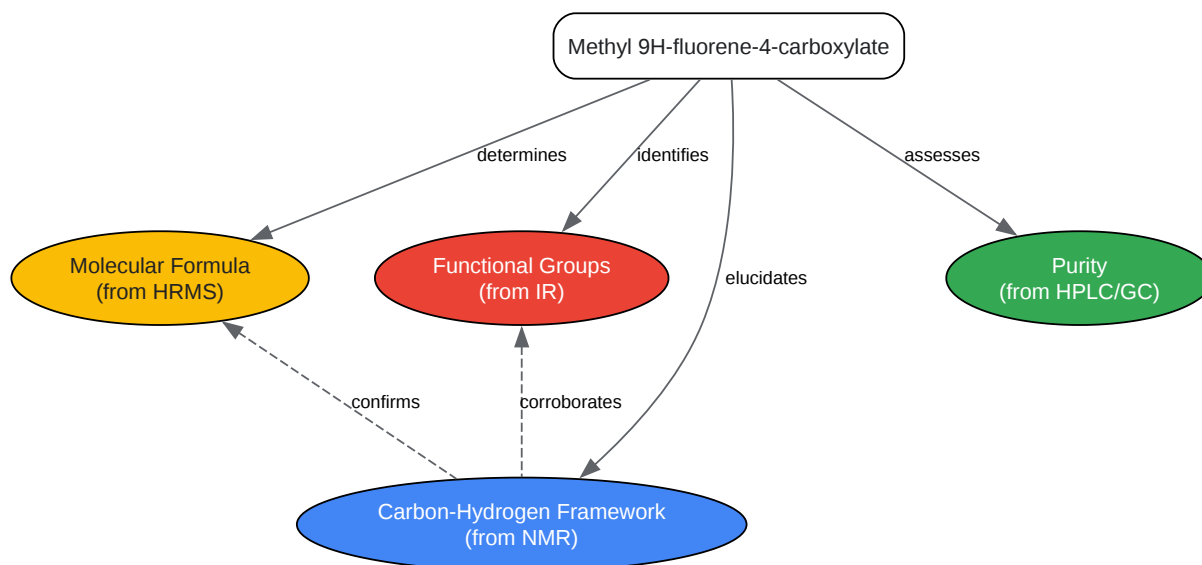 Methyl 9H-fluorene-4-carboxylate
determines
identifies
assesses
Molecular Formula
(from HRMS)
Functional Groups
(from IR)
elucidates
Purity
(from HPLC/GC)
confirms
corroborates
Carbon-Hydrogen Framework
(from NMR)